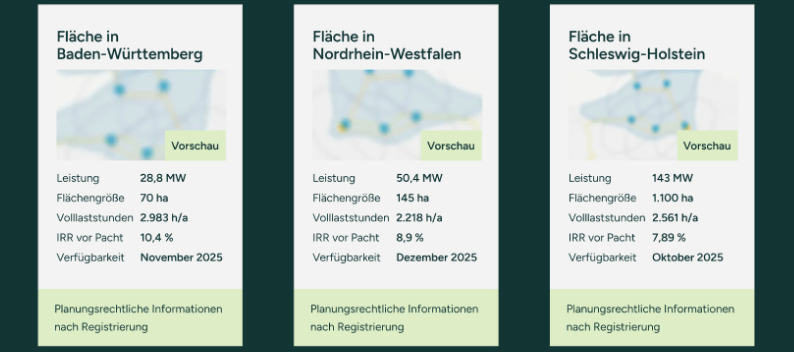 Fläche in
Baden-Württemberg
Vorschau
Leistung 28,8 MW
Flächengröße 70 ha
Volllaststunden 2.983 h/a
IRR vor Pacht 10,4 %
Verfügbarkeit November 2025
Planungsrechtliche Informationen
nach Registrierung
Fläche in
Nordrhein-Westfalen
Vorschau
Leistung 50,4 MW
Flächengröße 145 ha
Volllaststunden 2.218 h/a
IRR vor Pacht 8,9 %
Verfügbarkeit Dezember 2025
Planungsrechtliche Informationen
nach Registrierung
Fläche in
Schleswig-Holstein
Vorschau
Leistung 143 MW
Flächengröße 1.100 ha
Volllaststunden 2.561 h/a
IRR vor Pacht 7,89 %
Verfügbarkeit Oktober 2025
Planungsrechtliche Informationen
nach Registrierung